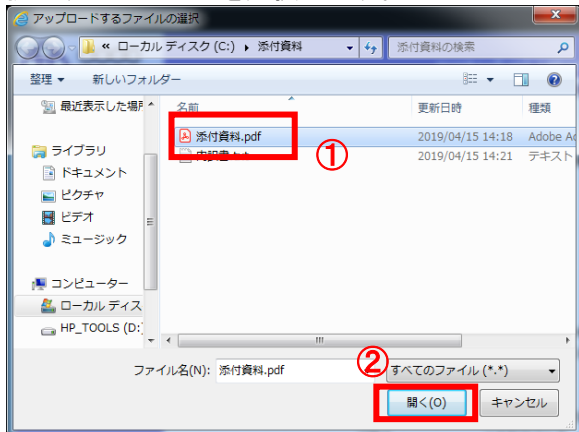 アップロードするファイルの選択
« ローカル ディスク (C:) ▸ 添付資料
添付資料の検索
整理 ▼ 新しいフォルダー
最近表示した場所
ライブラリ
ドキュメント
ピクチャ
ビデオ
ミュージック
コンピューター
ローカル ディス
HP_TOOLS (D:)
名前 更新日時 種類
添付資料.pdf 2019/04/15 14:18 Adobe Ac
2019/04/15 14:21 テキスト
①
ファイル名(N): 添付資料.pdf
②
すべてのファイル (*.*)
開く(O) キャンセル